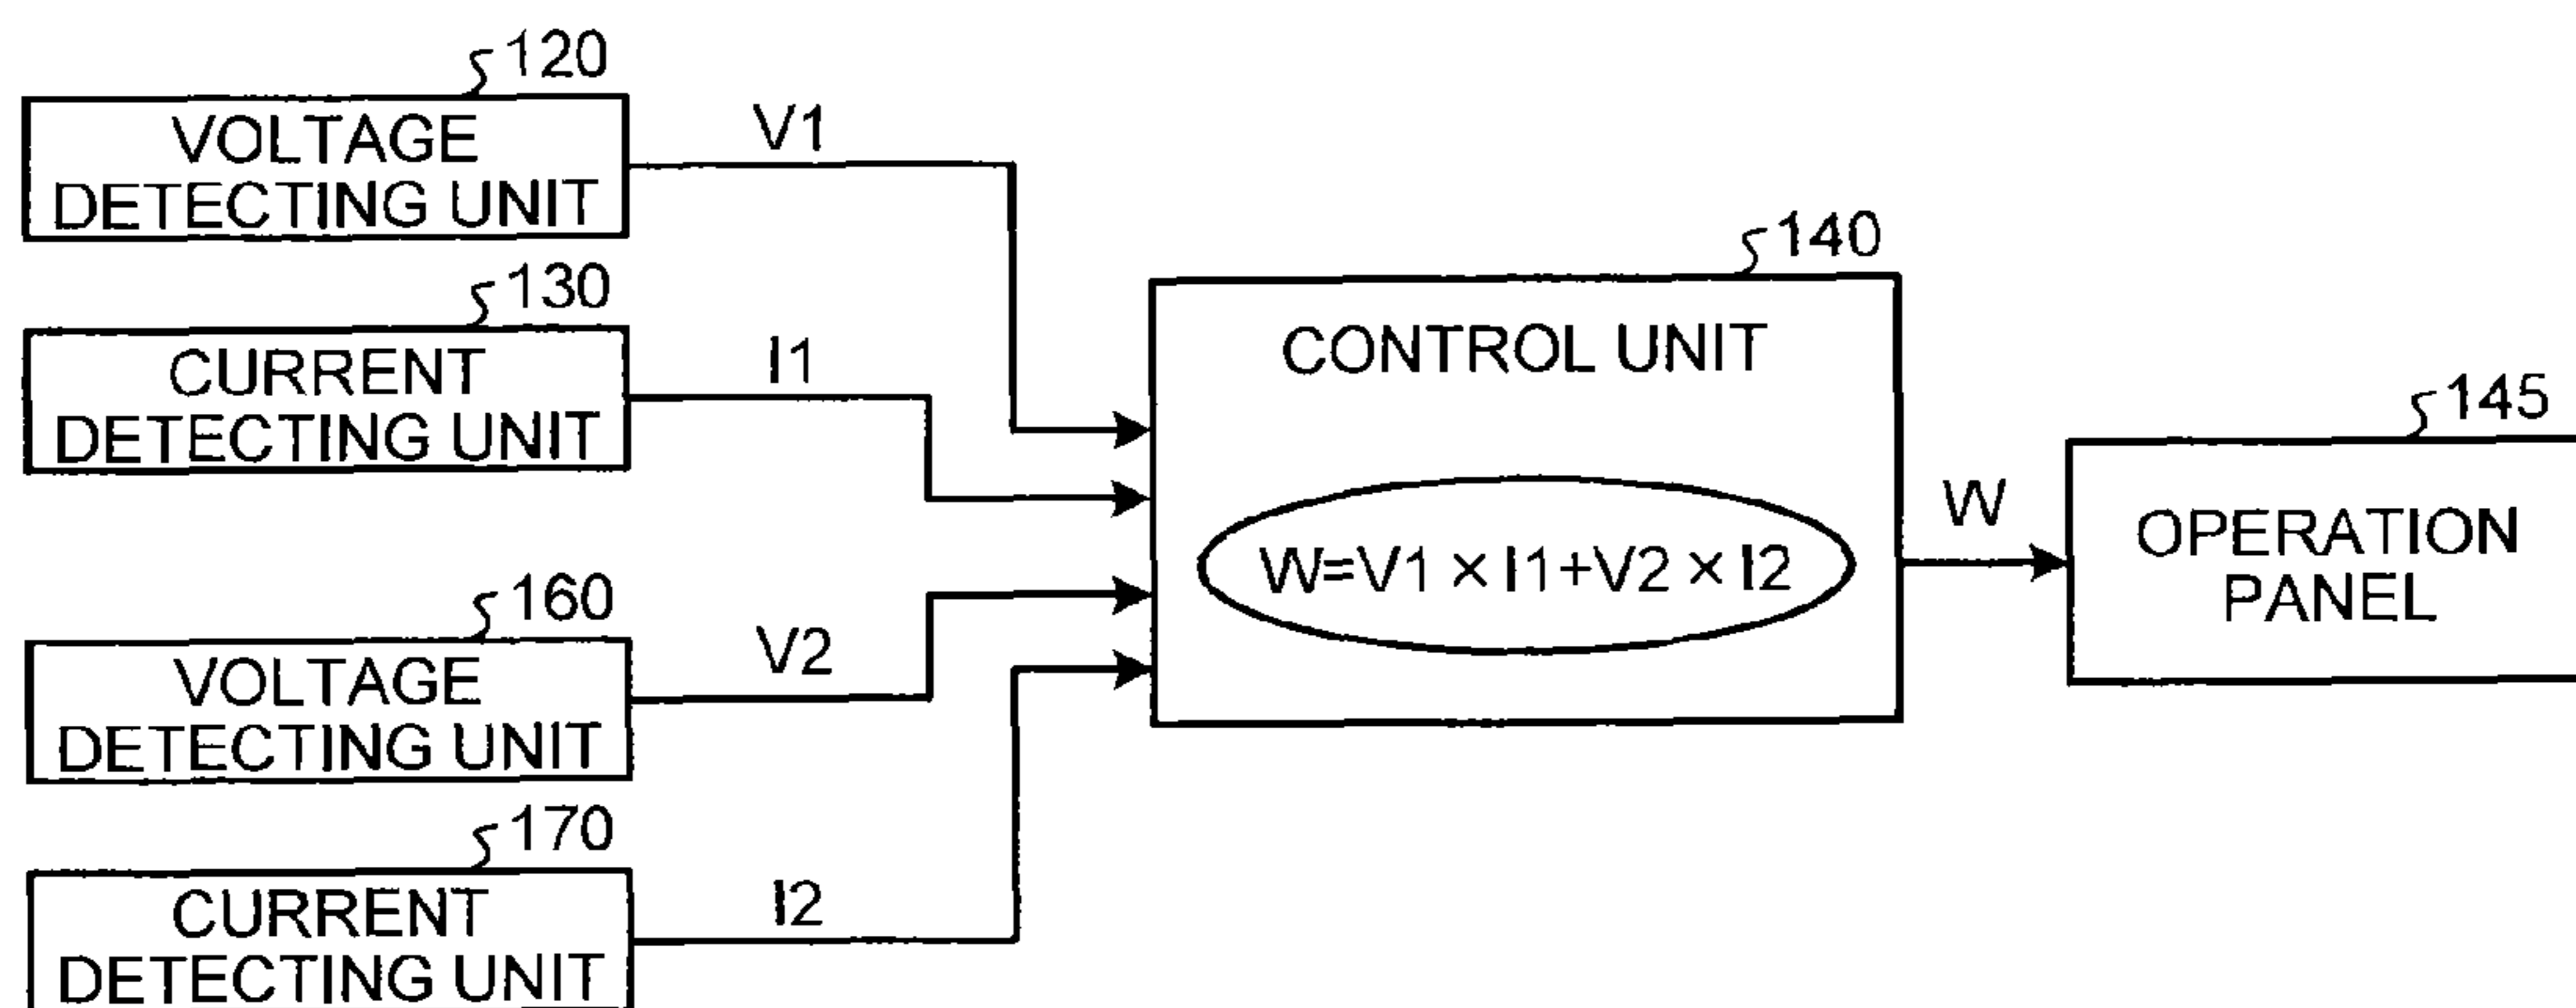 120
VOLTAGE
DETECTING UNIT
V1
130
CURRENT
DETECTING UNIT
I1
160
VOLTAGE
DETECTING UNIT
V2
170
CURRENT
DETECTING UNIT
I2
140
CONTROL UNIT
W=V1 × I1+V2 × I2
W
145
OPERATION
PANEL